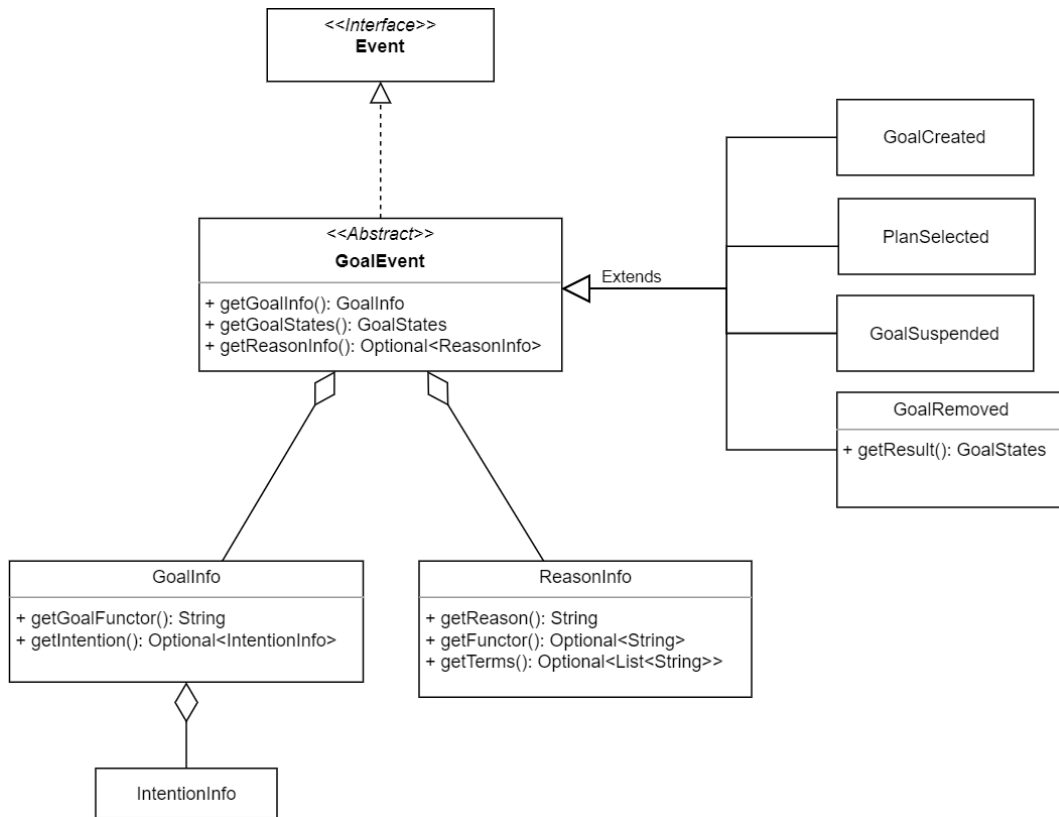 <<Interface>>
Event
<<Abstract>>
GoalEvent
+ getGoalInfo(): GoalInfo
+ getGoalStates(): GoalStates
+ getReasonInfo(): Optional<ReasonInfo>
Extends
GoalCreated
PlanSelected
GoalSuspended
GoalRemoved
+ getResult(): GoalStates
GoalInfo
+ getGoalFunctor(): String
+ getIntention(): Optional<IntentionInfo>
ReasonInfo
+ getReason(): String
+ getFunctor(): Optional<String>
+ getTerms(): Optional<List<String>>
IntentionInfo